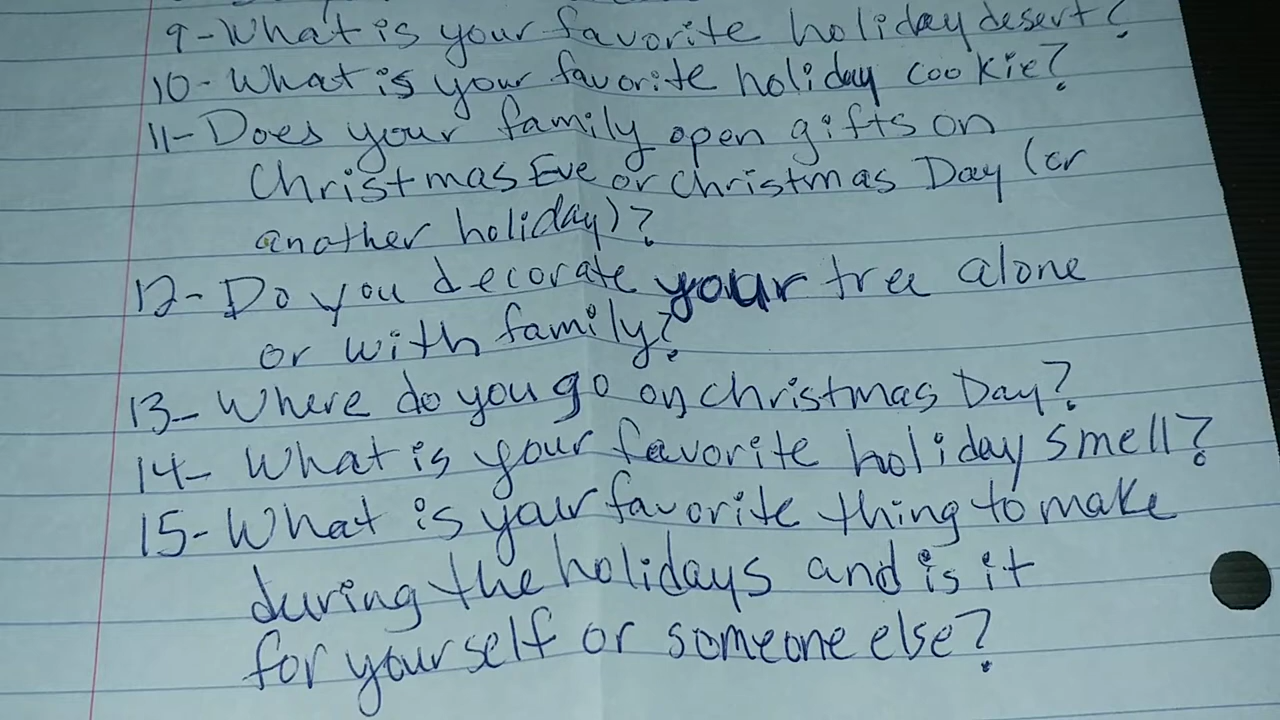 9-What is your favorite holiday desert?
10-What is your favorite holiday cookie?
11-Does your family open gifts on
Christmas Eve or Christmas Day (or
another holiday)?
12-Do you decorate your tree alone
or with family?
13-Where do you go on Christmas Day?
14-What is your favorite holiday smell?
15-What is your favorite thing to make
during the holidays and is it
for yourself or someone else?